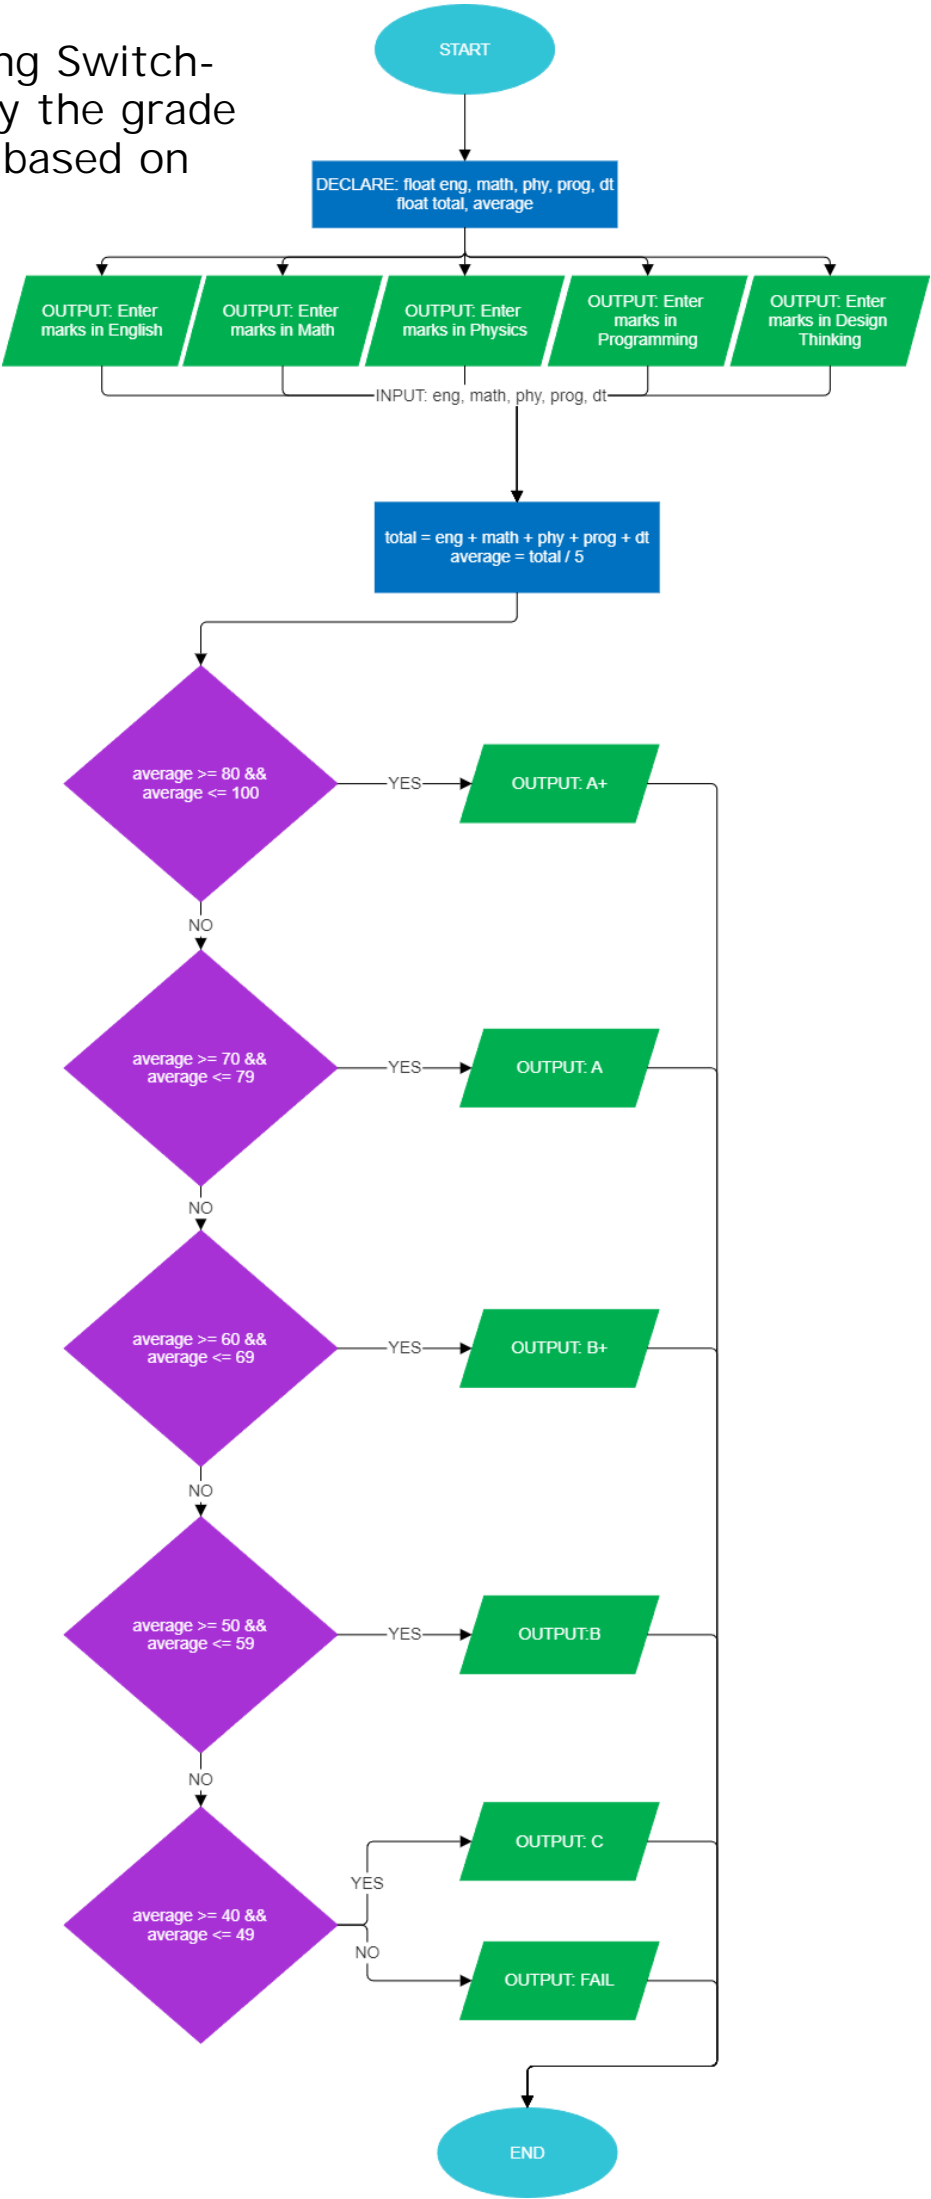 ng Switch-
y the grade
based on
START
DECLARE: float eng, math, phy, prog, dt
float total, average
OUTPUT: Enter
marks in English
OUTPUT: Enter
marks in Math
OUTPUT: Enter
marks in Physics
OUTPUT: Enter
marks in
Programming
OUTPUT: Enter
marks in Design
Thinking
INPUT: eng, math, phy, prog, dt
total = eng + math + phy + prog + dt
average = total / 5
average >= 80 &&
average <= 100
YES
OUTPUT: A+
NO
average >= 70 &&
average <= 79
YES
OUTPUT: A
NO
average >= 60 &&
average <= 69
YES
OUTPUT: B+
NO
average >= 50 &&
average <= 59
YES
OUTPUT:B
NO
average >= 40 &&
average <= 49
YES
OUTPUT: C
NO
OUTPUT: FAIL
END